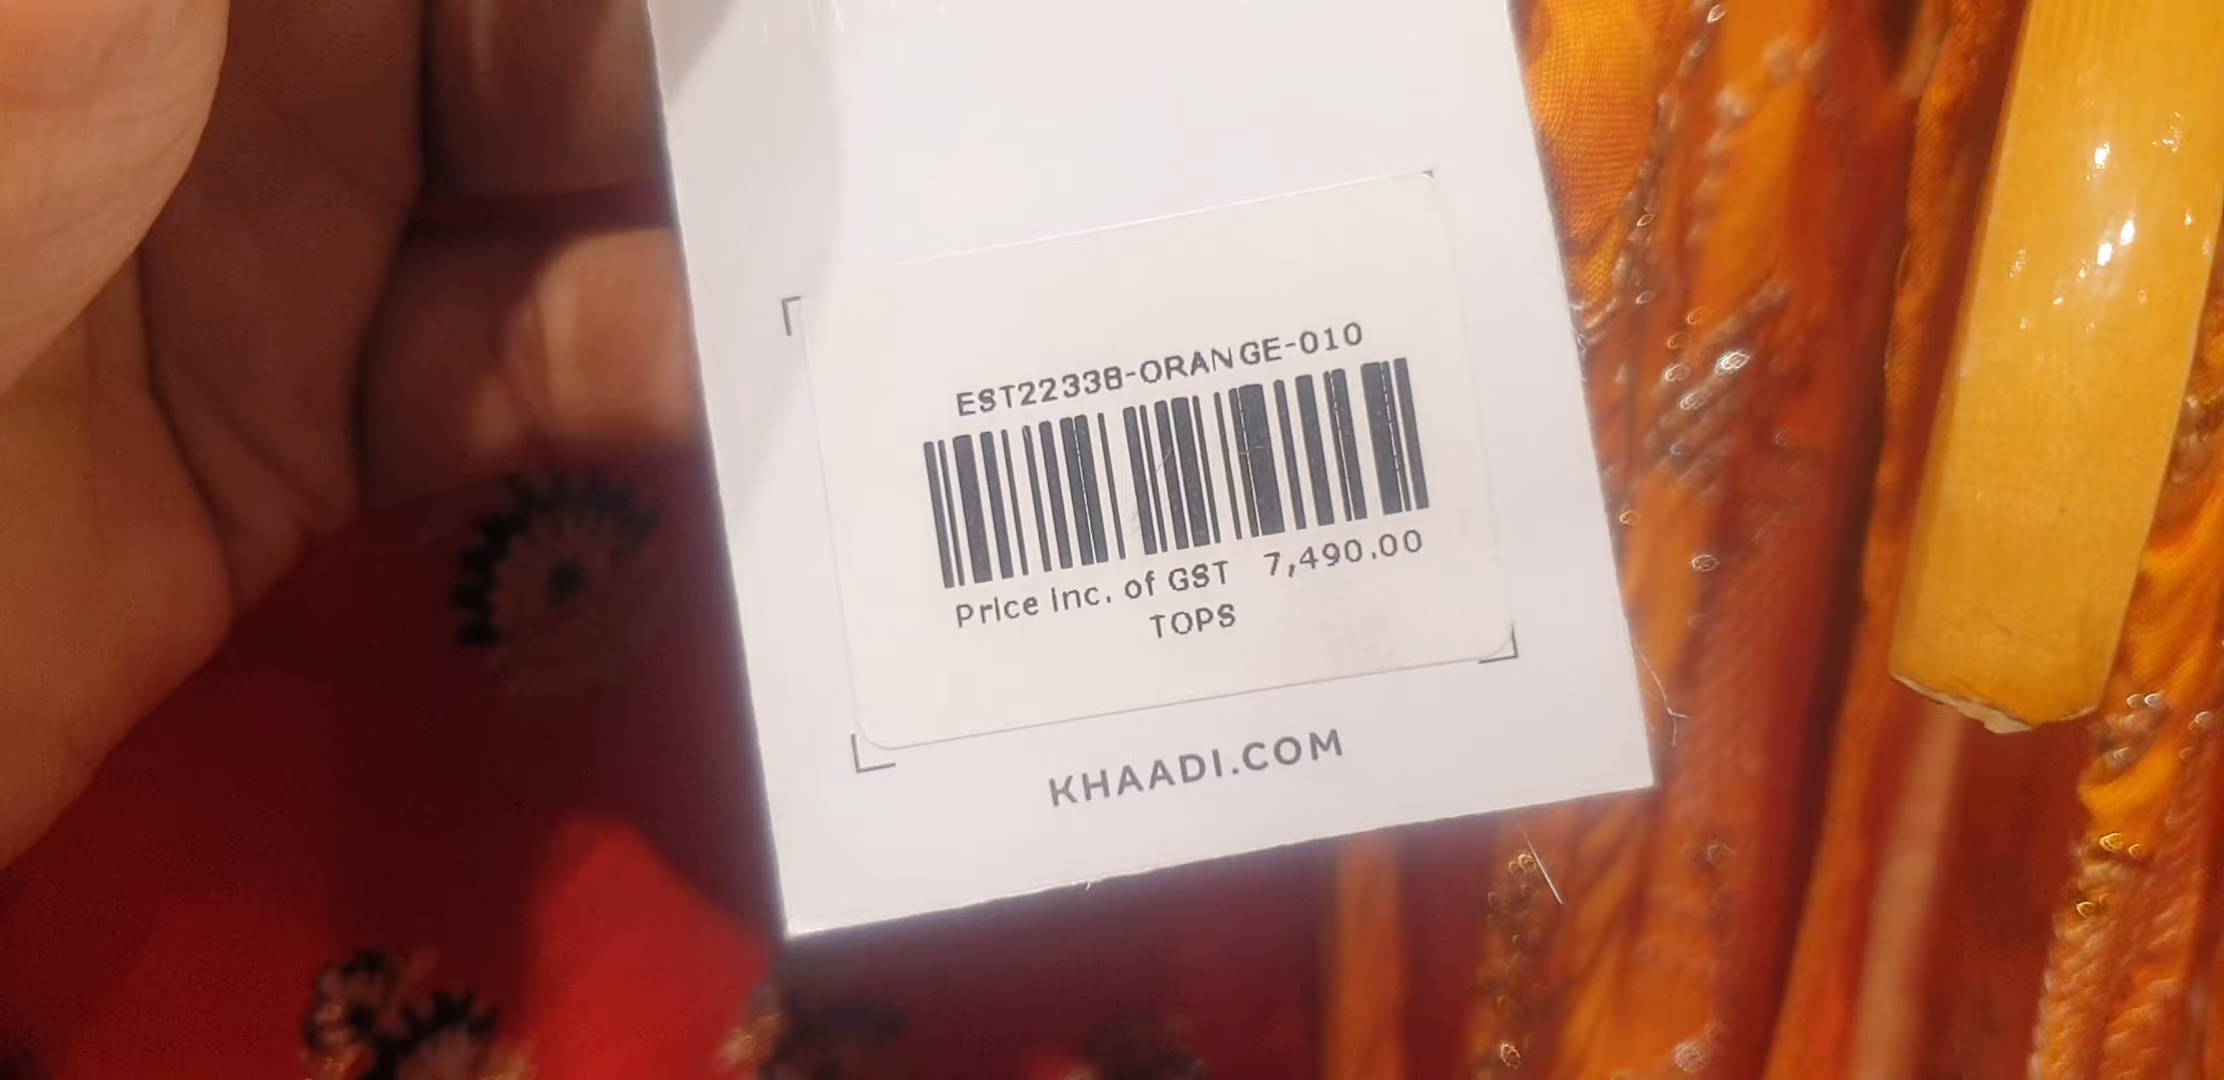 EST22338-ORANGE-010
Price Inc. of GST 7,490.00
TOPS
KHAADI.COM